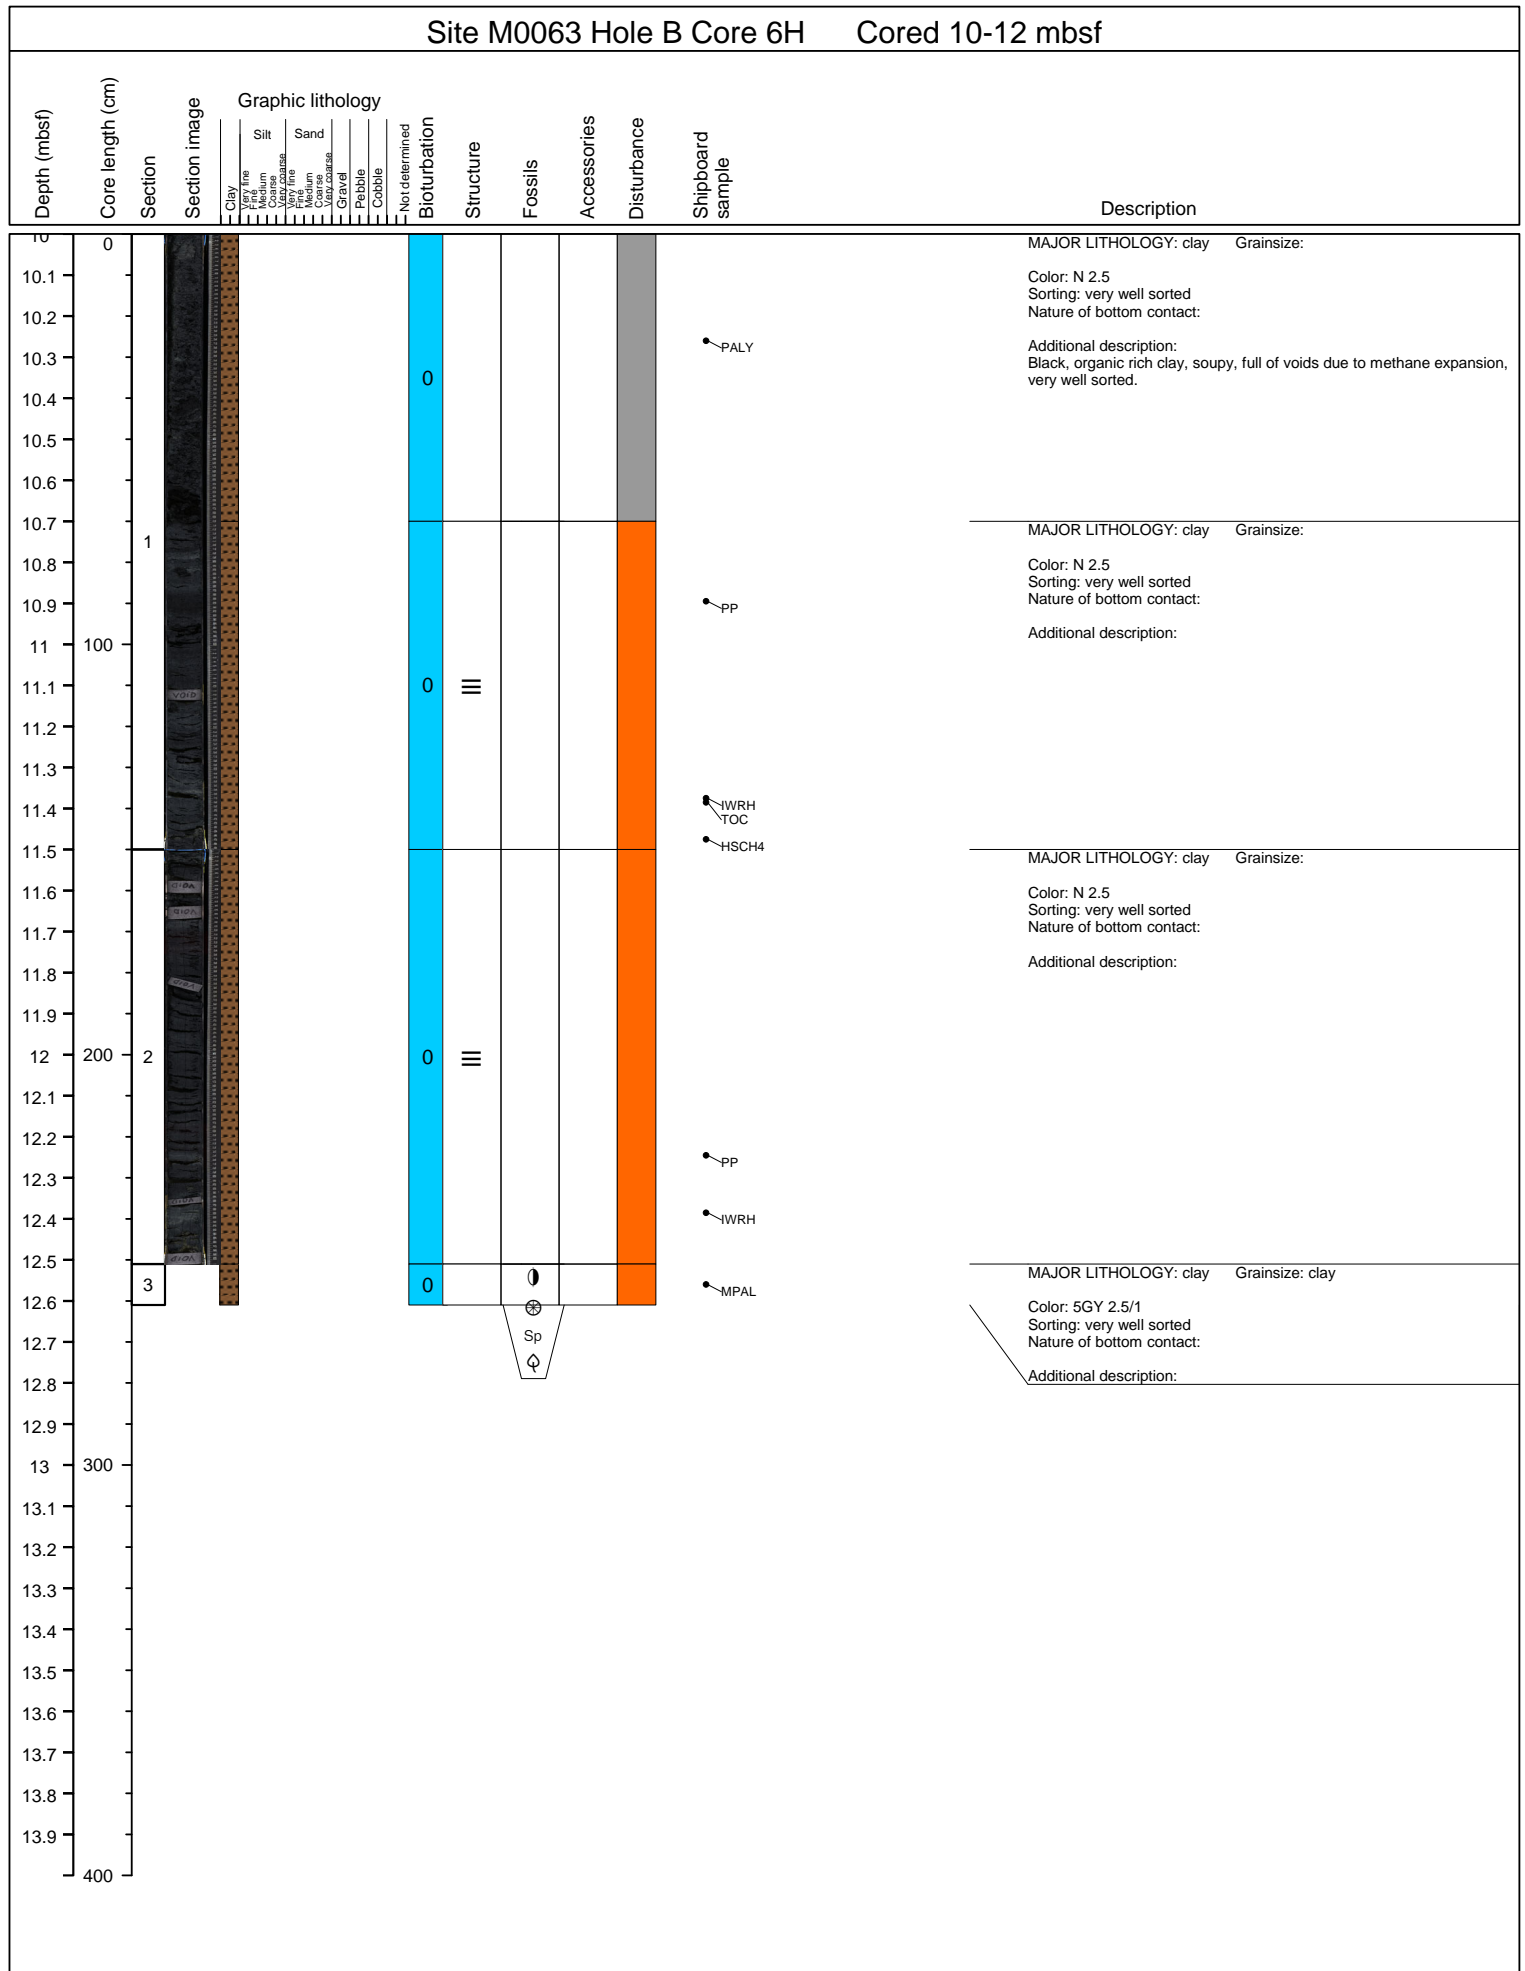 Site M0063 Hole B Core 6H Cored 10-12 mbsf
Depth (mbsf)
Core length (cm)
Section
Section image
Graphic lithology
Clay
Silt
Very fine
Fine
Medium
Coarse
Very coarse
Sand
Very fine
Fine
Medium
Coarse
Very coarse
Gravel
Pebble
Cobble
Not determined
Bioturbation
Structure
Fossils
Accessories
Disturbance
Shipboard
sample
Description
10
10.1
10.2
10.3
10.4
10.5
10.6
10.7
10.8
10.9
11
11.1
11.2
11.3
11.4
11.5
11.6
11.7
11.8
11.9
12
12.1
12.2
12.3
12.4
12.5
12.6
12.7
12.8
12.9
13
13.1
13.2
13.3
13.4
13.5
13.6
13.7
13.8
13.9
0
100
200
300
400
1
2
3
VOID
VOID
VOID
VOID
VOID
VOID
0
0
0
0
Sp
PALY
PP
IWRH
TOC
HSCH4
PP
IWRH
MPAL
MAJOR LITHOLOGY: clay Grainsize:
Color: N 2.5
Sorting: very well sorted
Nature of bottom contact:
Additional description:
Black, organic rich clay, soupy, full of voids due to methane expansion,
very well sorted.
MAJOR LITHOLOGY: clay Grainsize:
Color: N 2.5
Sorting: very well sorted
Nature of bottom contact:
Additional description:
MAJOR LITHOLOGY: clay Grainsize:
Color: N 2.5
Sorting: very well sorted
Nature of bottom contact:
Additional description:
MAJOR LITHOLOGY: clay Grainsize: clay
Color: 5GY 2.5/1
Sorting: very well sorted
Nature of bottom contact:
Additional description: